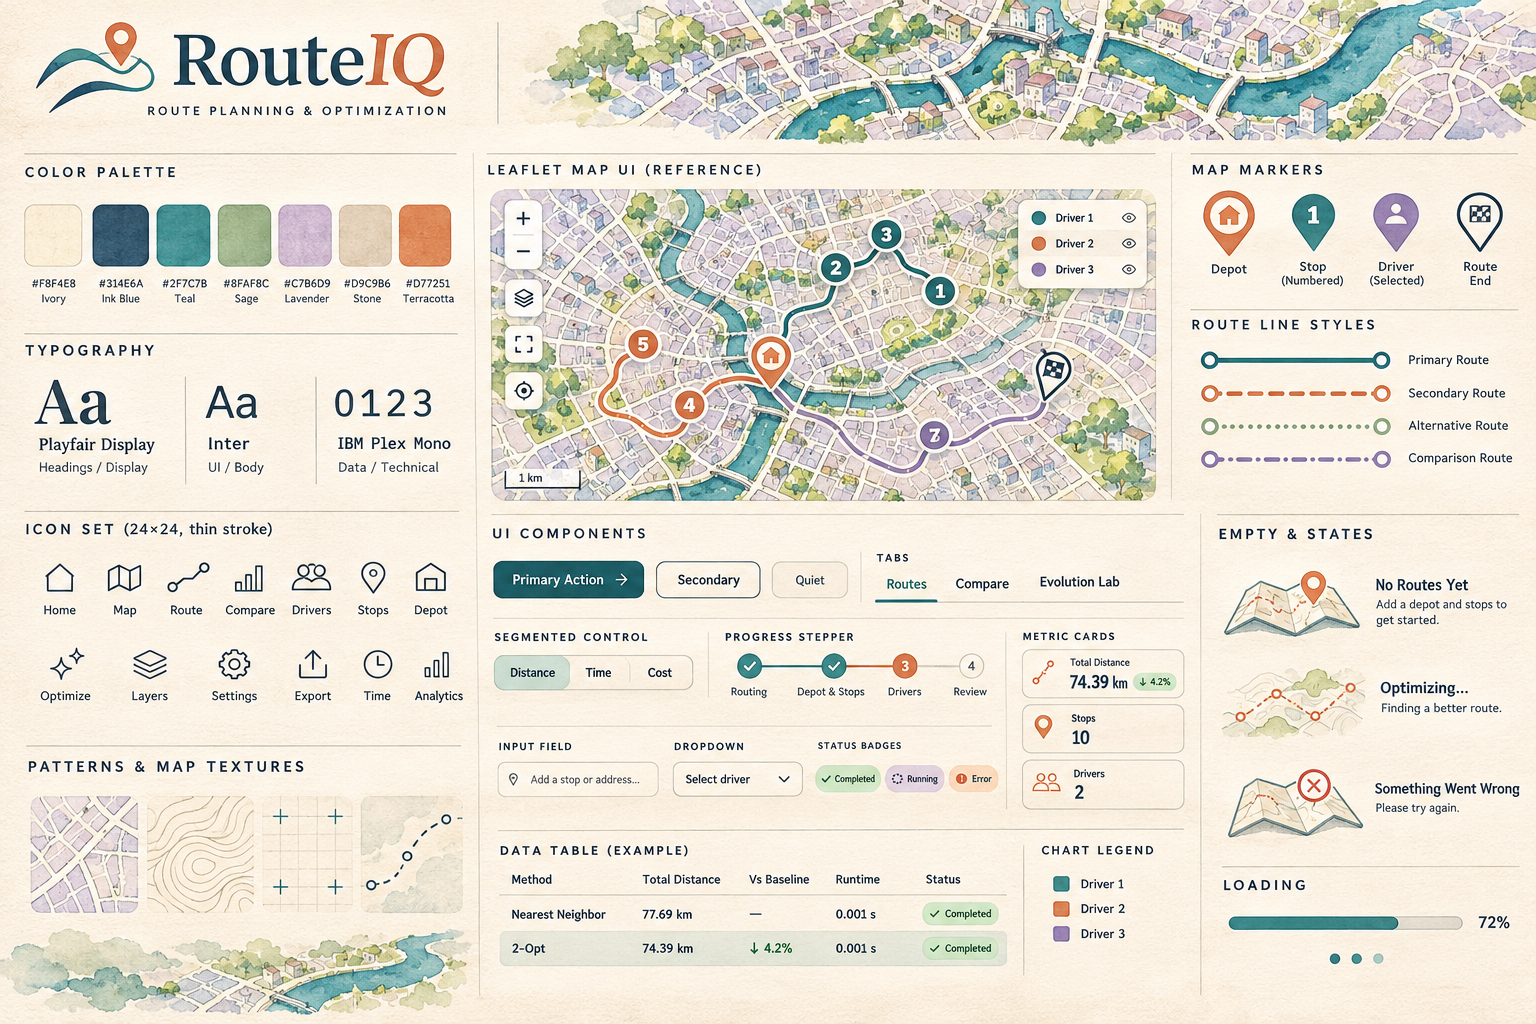 RouteIQ
ROUTE PLANNING & OPTIMIZATION
COLOR PALETTE
#F8F4E8
Ivory
#314E6A
Ink Blue
#2F7C7B
Teal
#8FAF8C
Sage
#C7B6D9
Lavender
#D9C9B6
Stone
#D77251
Terracotta
TYPOGRAPHY
Aa
Playfair Display
Headings / Display
Aa
Inter
UI / Body
0123
IBM Plex Mono
Data / Technical
ICON SET (24×24, thin stroke)
Home
Map
Route
Compare
Drivers
Stops
Depot
Optimize
Layers
Settings
Export
Time
Analytics
PATTERNS & MAP TEXTURES
LEAFLET MAP UI (REFERENCE)
+
−
Driver 1
Driver 2
Driver 3
3
2
1
5
4
7
1 km
MAP MARKERS
Depot
1
Stop
(Numbered)
Driver
(Selected)
Route
End
ROUTE LINE STYLES
Primary Route
Secondary Route
Alternative Route
Comparison Route
UI COMPONENTS
Primary Action →
Secondary
Quiet
TABS
Routes
Compare
Evolution Lab
SEGMENTED CONTROL
Distance
Time
Cost
PROGRESS STEPPER
3
4
Routing
Depot & Stops
Drivers
Review
METRIC CARDS
Total Distance
74.39 km
↓ 4.2%
Stops
10
Drivers
2
INPUT FIELD
Add a stop or address...
DROPDOWN
Select driver
STATUS BADGES
Completed
Running
Error
DATA TABLE (EXAMPLE)
Method Total Distance Vs Baseline Runtime Status
Nearest Neighbor 77.69 km — 0.001 s Completed
2-Opt 74.39 km ↓ 4.2% 0.001 s Completed
CHART LEGEND
Driver 1
Driver 2
Driver 3
EMPTY & STATES
No Routes Yet
Add a depot and stops to
get started.
Optimizing...
Finding a better route.
Something Went Wrong
Please try again.
LOADING
72%